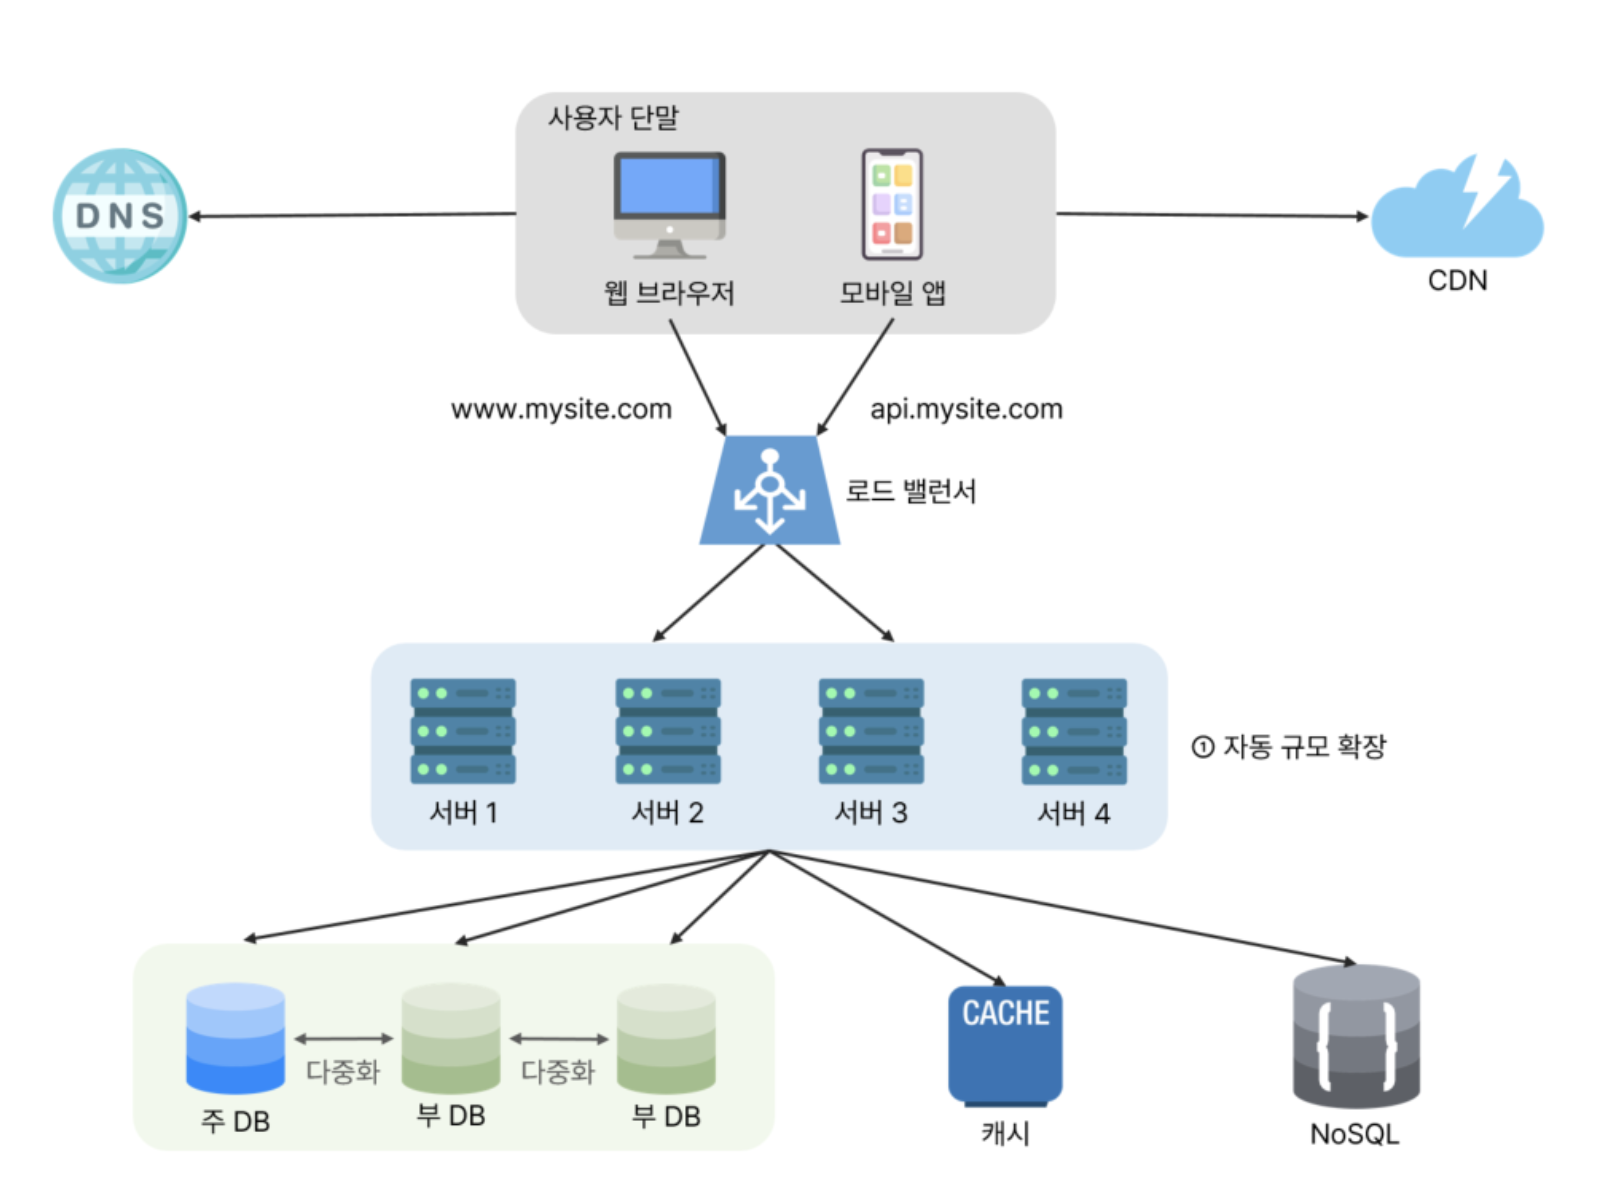 사용자 단말
DNS
웹 브라우저
모바일 앱
CDN
www.mysite.com
api.mysite.com
로드 밸런서
서버 1
서버 2
서버 3
서버 4
① 자동 규모 확장
다중화
다중화
주 DB
부 DB
부 DB
CACHE
캐시
{ }
NoSQL